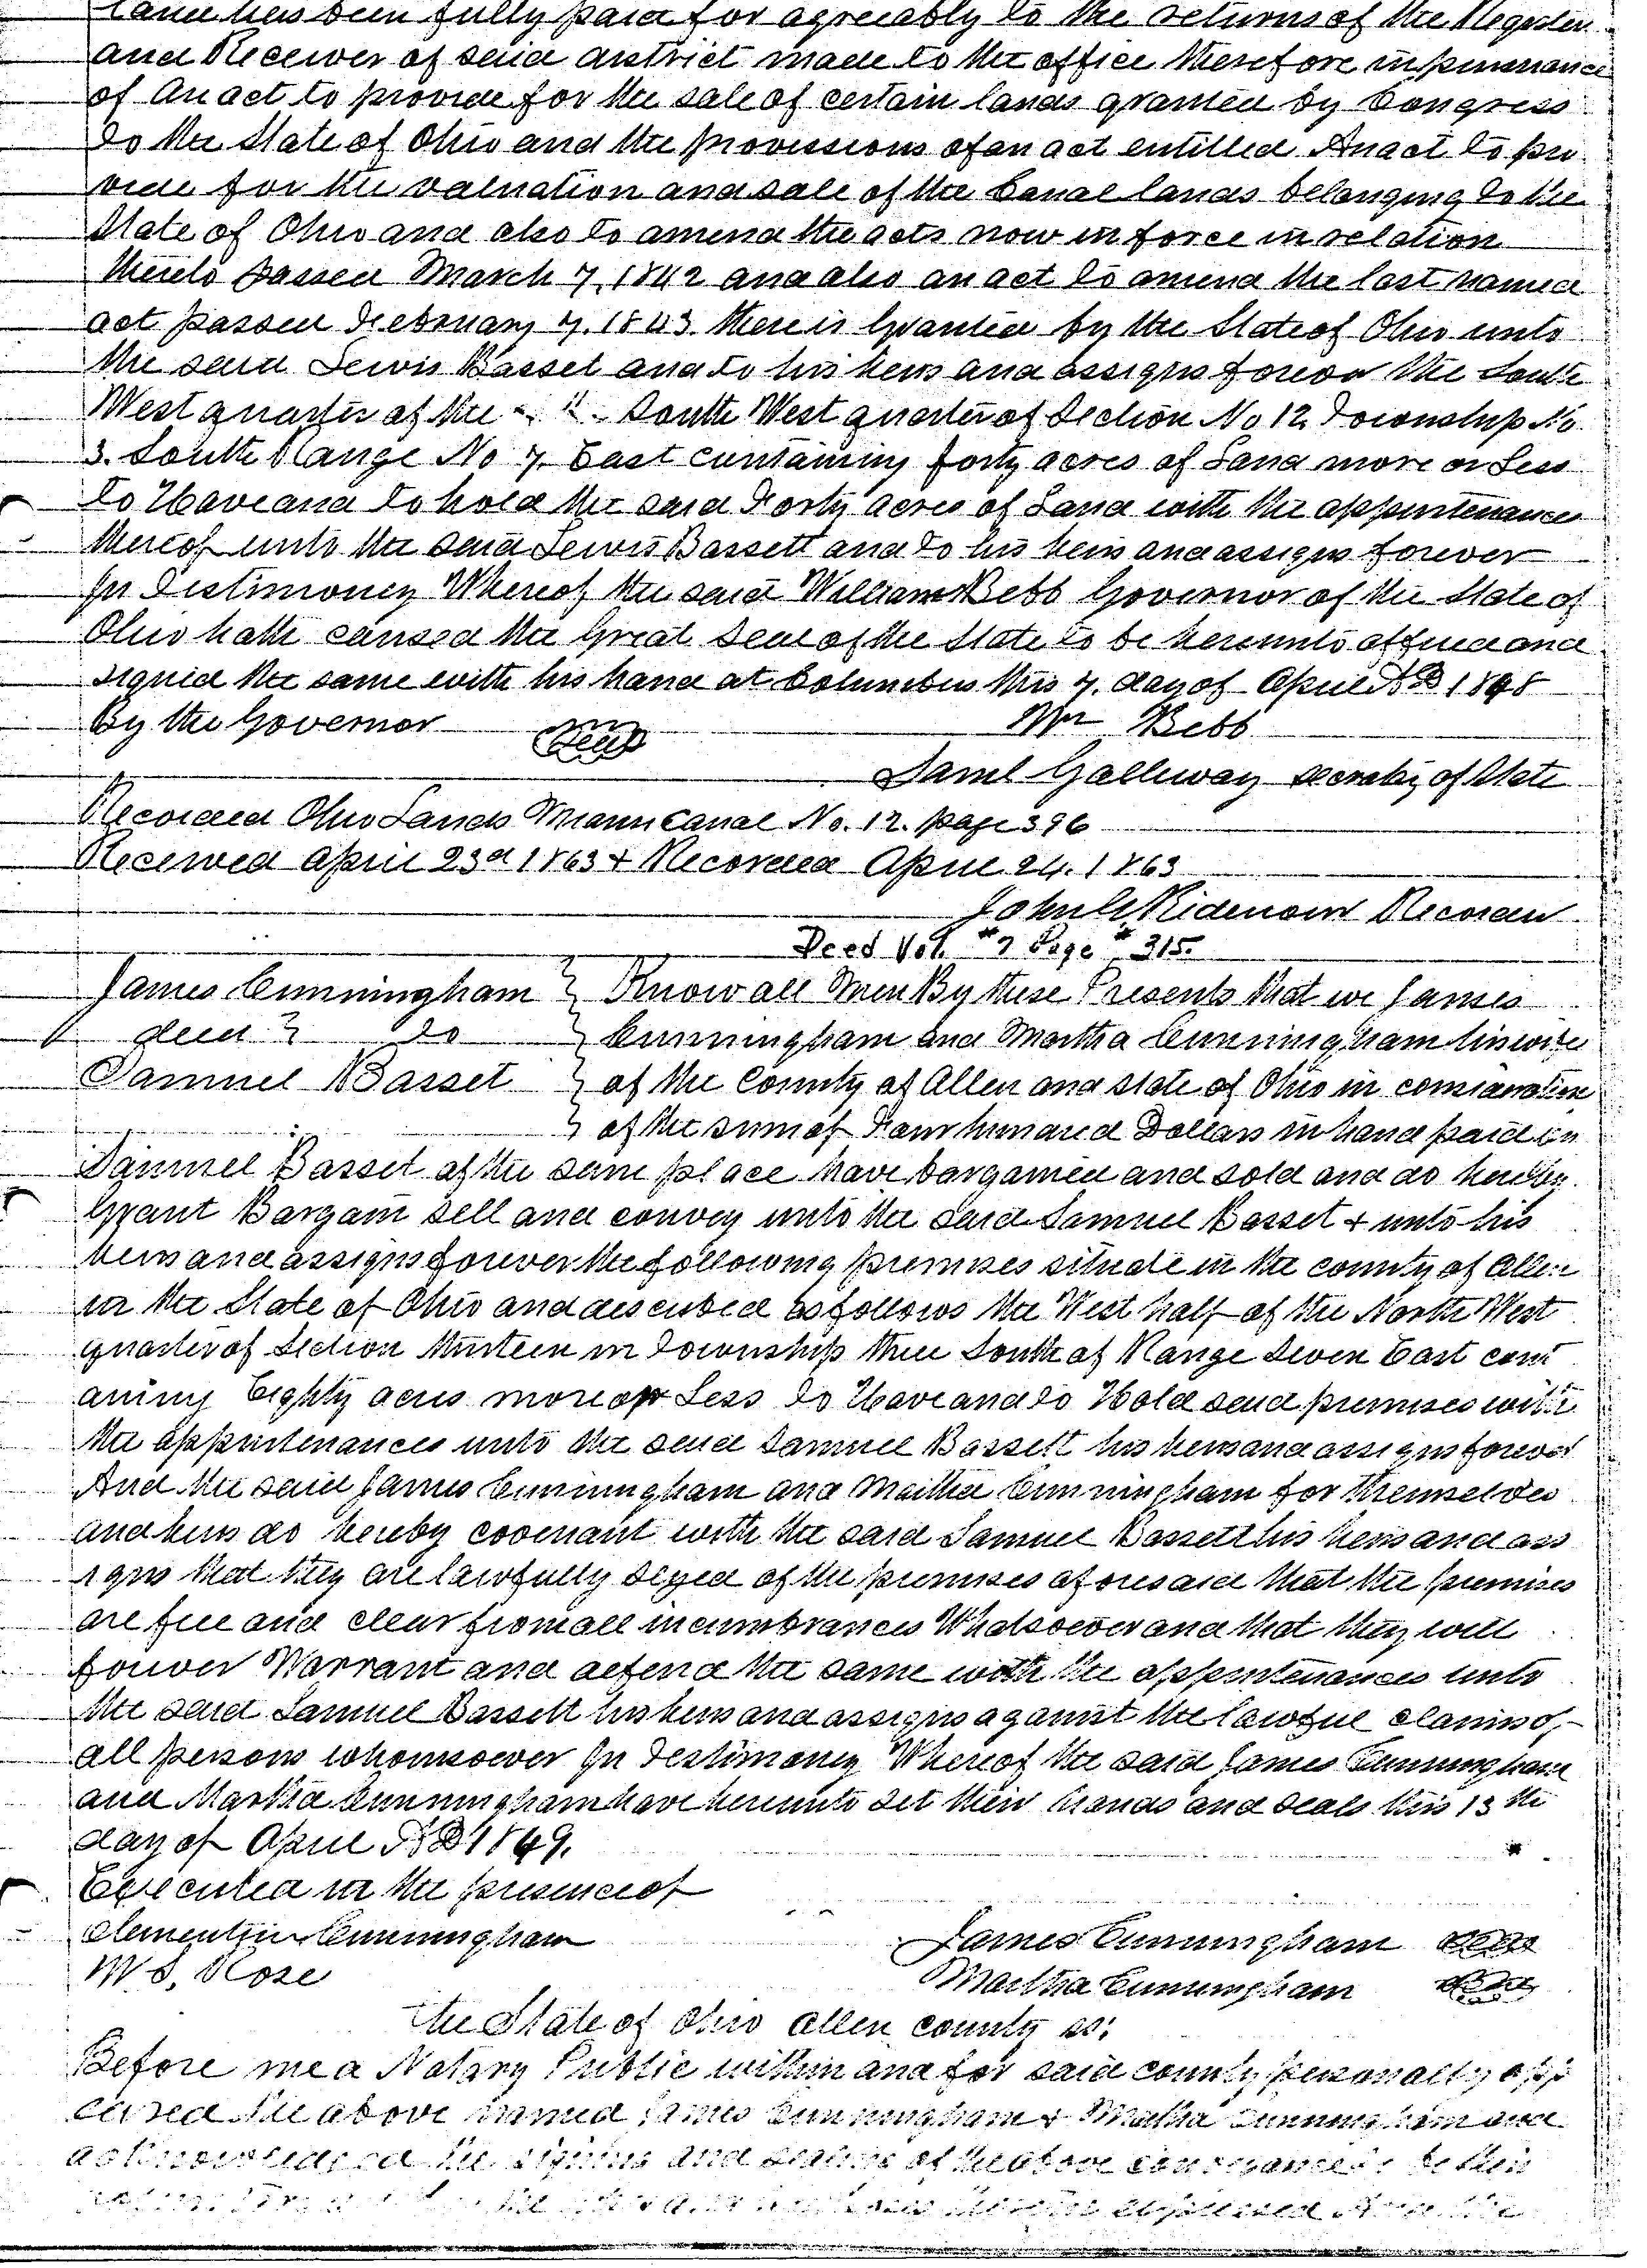 Land has been fully paid for agreeably to the returns of the Register
and Receiver of said district made to the office therefore in pursuance
of An act to provide for the sale of certain lands granted by Congress
to the State of Ohio and the provissions of an act entitled An act to pro
vide for the valuation and sale of the Canal lands belonging to the
State of Ohio and also to amend the acts now in force in relation
thereto passed March 7, 1842 and also an act to amend the last named
act passed February 7. 1843. there is Granted by the State of Ohio unto
the said Lewis Basset and to his heirs and assigns forever the South
West quarter of the South West quarter of Section No 12. Township No
3. South Range No 7. East containing forty acres of Land more or Less
To Have and to hold the said Forty acres of Land with the appurtenances
thereof unto the said Lewis Bassett and to his heirs and assigns forever
In Testimoney Whereof the said William Bebb Governor of the State of
Ohio hath caused the Great Seal of the State to be hereunto affixed and
signed the same with his hand at Columbus this 7. day of April AD 1848
By the Governor Seal Wm Bebb
Saml Galloway Secretary of State
Recorded Ohio Lands Miami Canal No. 12. page 396
Received April 23d 1863 & Recorded April 24. 1863
Ridenour Recorder
Deed Vol. #7 Page #315.
James Cunningham } Know all Men By these Presents that we James
deed } to } Cunningham and Martha Cunningham his wife
Samuel Basset } of the County of Allen and state of Ohio in consideration
} of the sum of Four hundred Dollars in hand paid by
Samuel Basset of the same place have bargained and sold and do hereby
Grant Bargain sell and convey unto the said Samuel Basset & unto his
heirs and assigns forever the following premises situate in the county of Allen
in the State of Ohio and described as follows the West half of the North West
quarter of Section thirteen in Township three South of Range Seven East cont
aining Eighty acres more or Less To Have and to Hold said premises with
the appurtenances unto the said Samuel Bassett his heirs and assigns forever
And the said James Cunningham and Martha Cunningham for themselves
and heirs do hereby covenant with the said Samuel Bassett his heirs and ass
igns that they are lawfully seyed of the premises aforesaid that the premises
are free and clear from all incumbrances Whatsoever and that they will
forever Warrant and defend the same with the appurtenances unto
the said Samuel Bassett his heirs and assigns against the lawful claims of
all persons whomsoever In Testimoney Whereof the said James Cunningham
and Martha Cunningham have hereunto set their hands and seals this 13 th
day of April AD 1849.
Executed in the presence of
Clementin Cunningham James Cunningham Seal
W S. Rose Martha Cunningham Seal
the State of Ohio Allen county ss:
Before me a Notary Public within and for said county personally app
eared the above named James Cunningham & Martha Cunningham and
acknowledged the signing and sealing of the above conveyance to be their
expressed